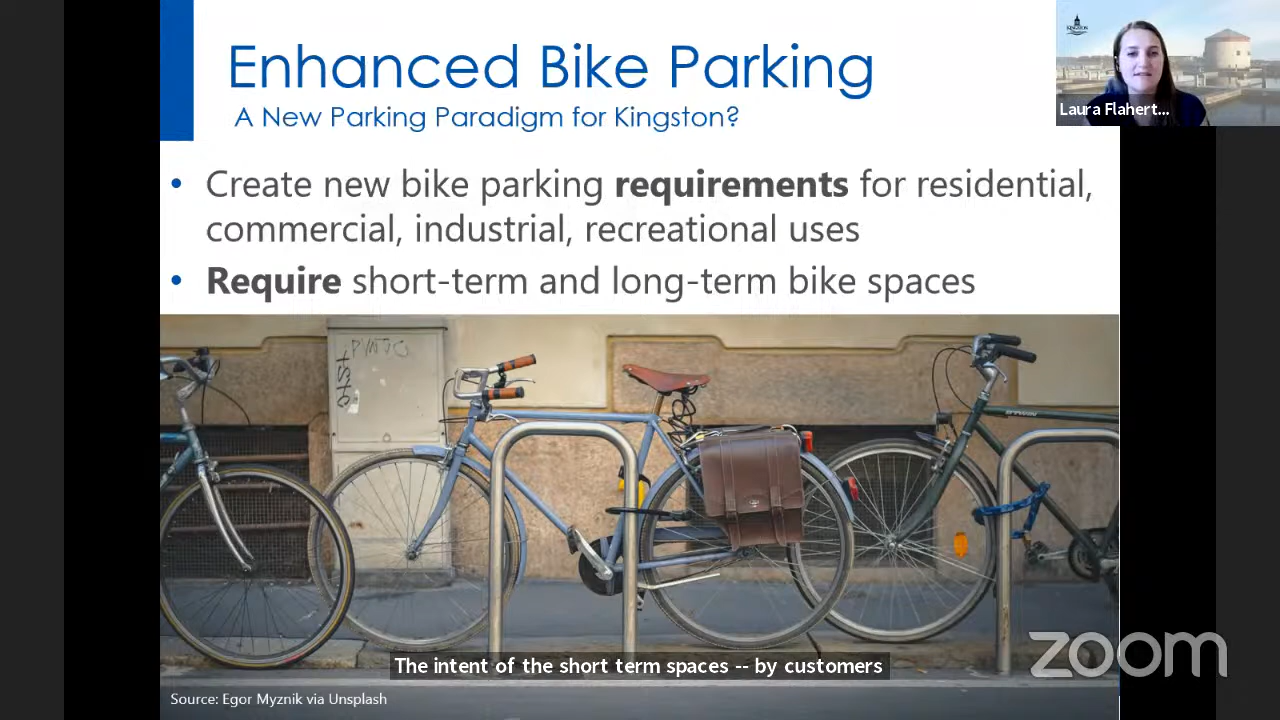 Enhanced Bike Parking
A New Parking Paradigm for Kingston?
KINGSTON
Laura Flahert...
• Create new bike parking requirements for residential,
commercial, industrial, recreational uses
• Require short-term and long-term bike spaces
The intent of the short term spaces -- by customers
zoom
Source: Egor Myznik via Unsplash